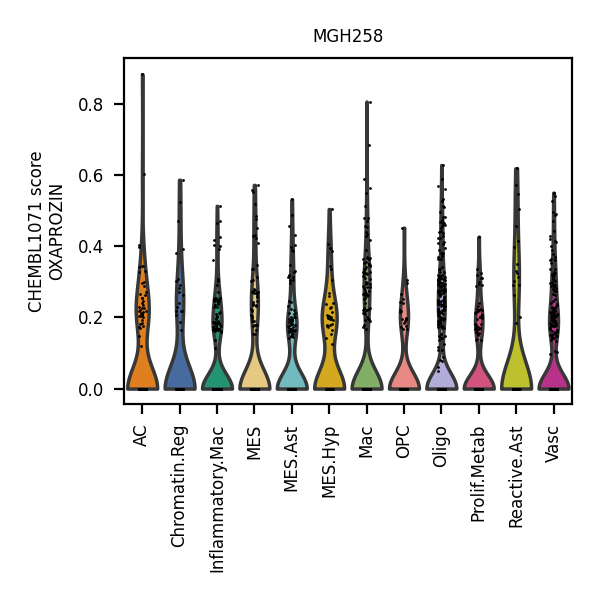 MGH258
CHEMBL1071 score
OXAPROZIN
0.8
0.6
0.4
0.2
0.0
AC
Chromatin.Reg
Inflammatory.Mac
MES
MES.Ast
MES.Hyp
Mac
OPC
Oligo
Prolif.Metab
Reactive.Ast
Vasc